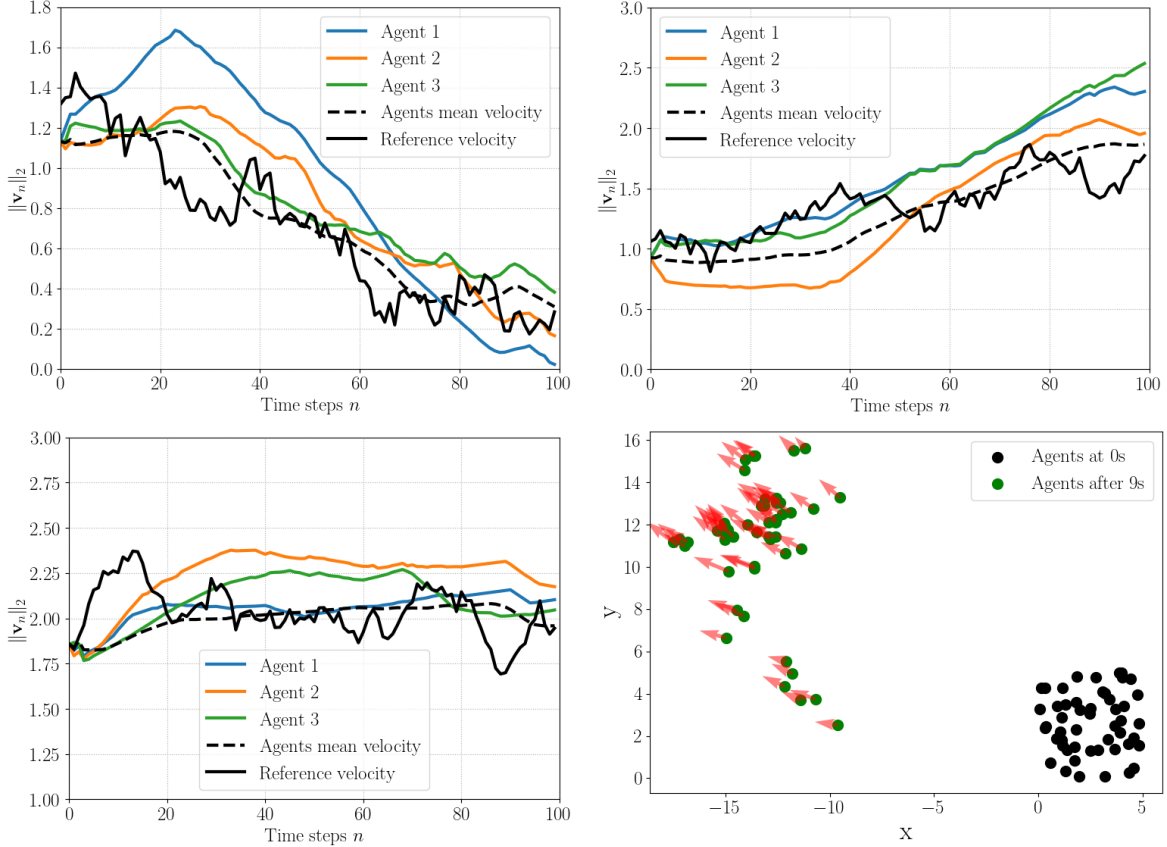 1.8
1.6
1.4
1.2
1.0
0.8
0.6
0.4
0.2
0.0
‖v_n‖_2
0 20 40 60 80 100
Time steps n
Agent 1
Agent 2
Agent 3
Agents mean velocity
Reference velocity
3.0
2.5
2.0
1.5
1.0
0.5
0.0
‖v_n‖_2
0 20 40 60 80 100
Time steps n
Agent 1
Agent 2
Agent 3
Agents mean velocity
Reference velocity
3.00
2.75
2.50
2.25
2.00
1.75
1.50
1.25
1.00
‖v_n‖_2
0 20 40 60 80 100
Time steps n
Agent 1
Agent 2
Agent 3
Agents mean velocity
Reference velocity
16
14
12
10
8
6
4
2
0
y
−15 −10 −5 0 5
x
Agents at 0s
Agents after 9s